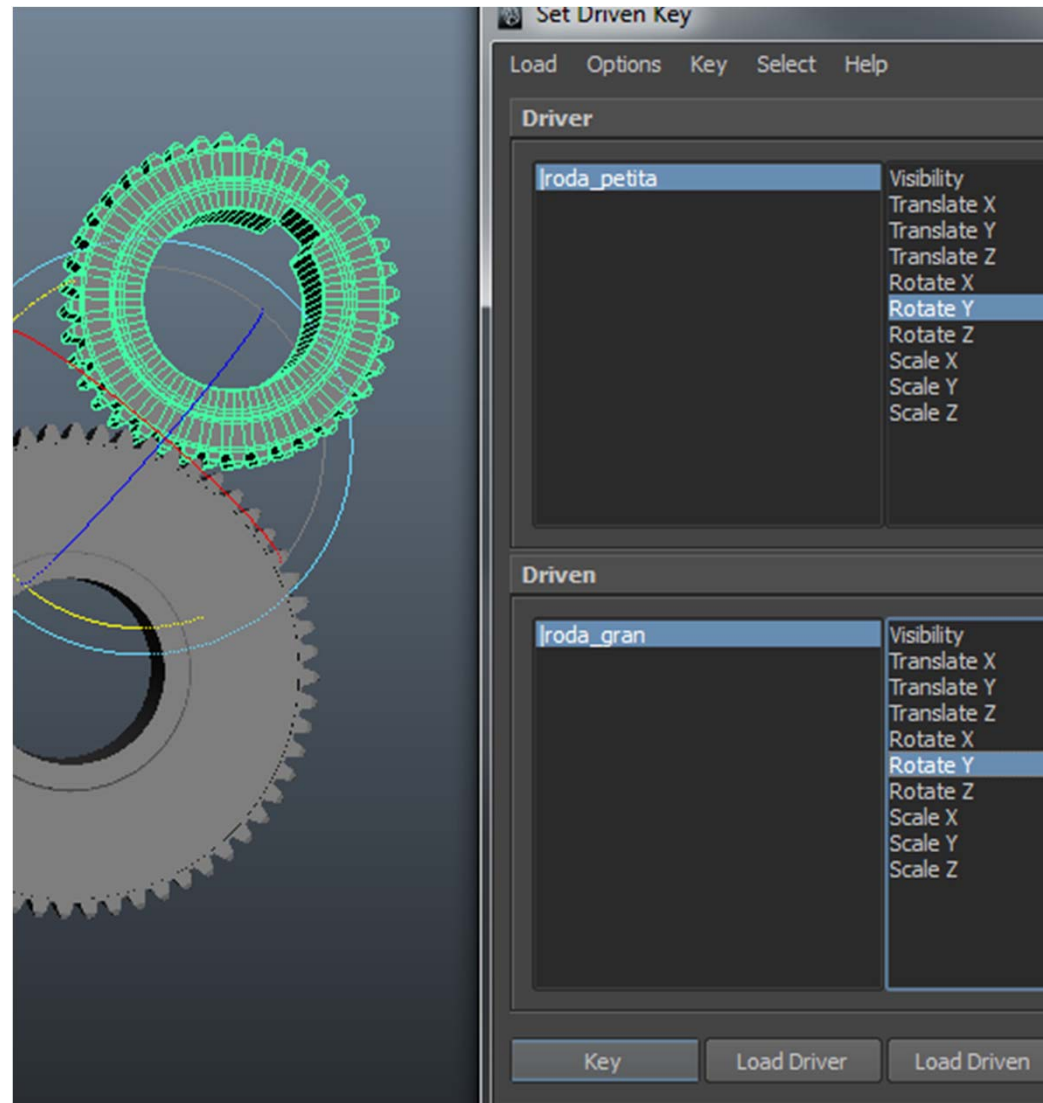 Set Driven Key
Load Options Key Select Help
Driver
|roda_petita
Visibility
Translate X
Translate Y
Translate Z
Rotate X
Rotate Y
Rotate Z
Scale X
Scale Y
Scale Z
Driven
|roda_gran
Visibility
Translate X
Translate Y
Translate Z
Rotate X
Rotate Y
Rotate Z
Scale X
Scale Y
Scale Z
Key Load Driver Load Driven